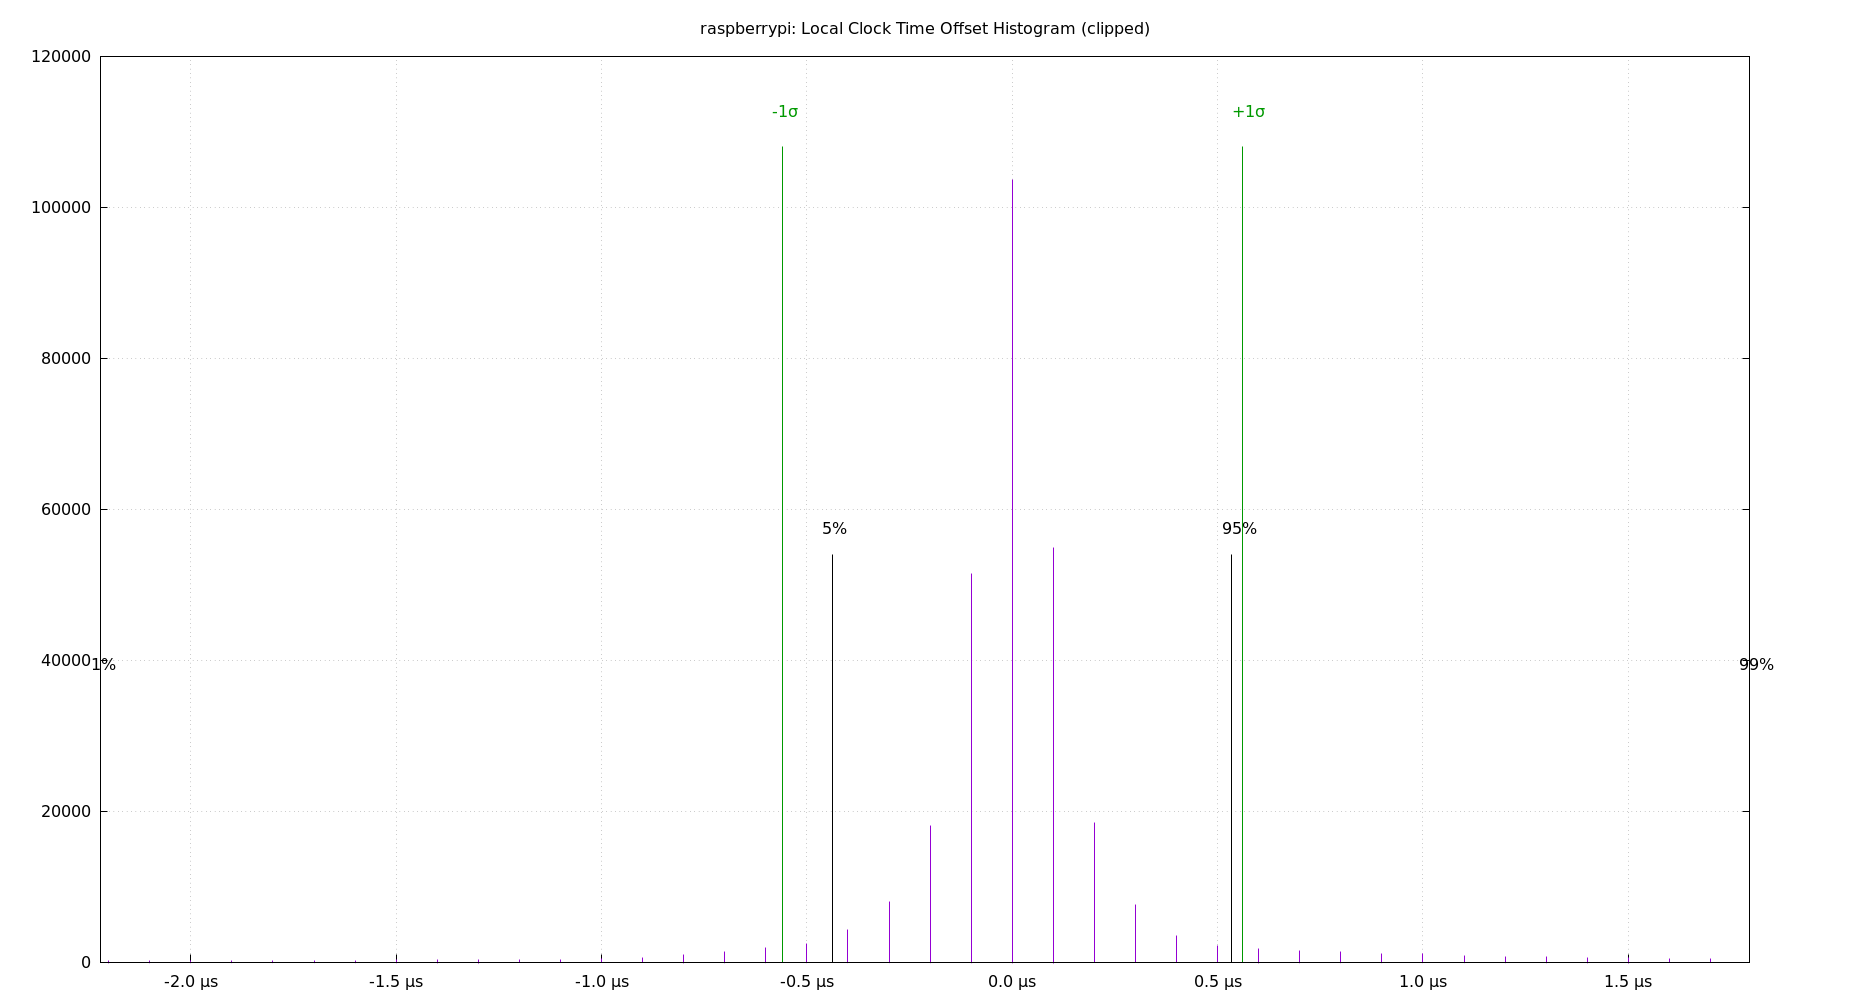 raspberrypi: Local Clock Time Offset Histogram (clipped)
120000
-1σ
+1σ
100000
80000
60000
5%
95%
40000
1%
99%
20000
0
-2.0 µs
-1.5 µs
-1.0 µs
-0.5 µs
0.0 µs
0.5 µs
1.0 µs
1.5 µs